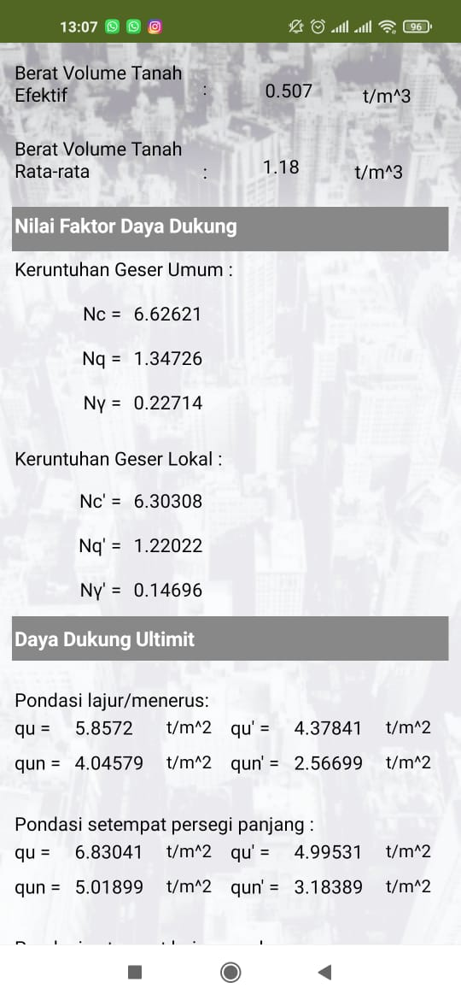 13:07
96
Berat Volume Tanah
Efektif : 0.507 t/m^3
Berat Volume Tanah
Rata-rata : 1.18 t/m^3
Nilai Faktor Daya Dukung
Keruntuhan Geser Umum :
Nc = 6.62621
Nq = 1.34726
Nγ = 0.22714
Keruntuhan Geser Lokal :
Nc' = 6.30308
Nq' = 1.22022
Nγ' = 0.14696
Daya Dukung Ultimit
Pondasi lajur/menerus:
qu = 5.8572 t/m^2 qu' = 4.37841 t/m^2
qun = 4.04579 t/m^2 qun' = 2.56699 t/m^2
Pondasi setempat persegi panjang :
qu = 6.83041 t/m^2 qu' = 4.99531 t/m^2
qun = 5.01899 t/m^2 qun' = 3.18389 t/m^2